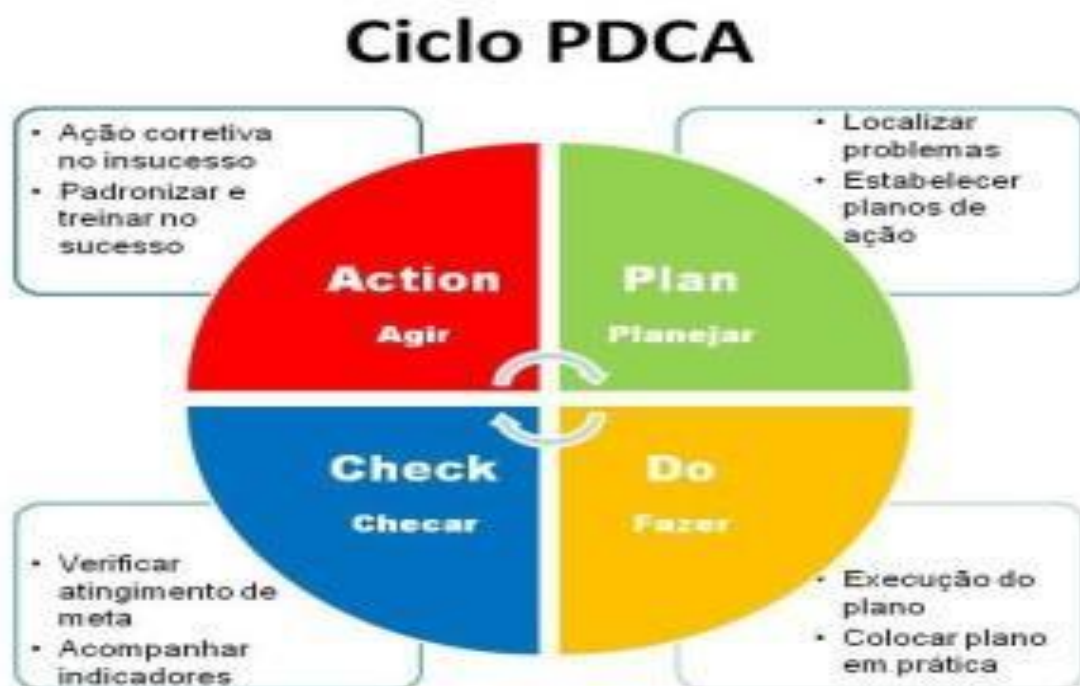 Ciclo PDCA
• Ação corretiva
no insucesso
• Padronizar e
treinar no
sucesso
• Localizar
problemas
• Estabelecer
planos de
ação
Action
Agir
Plan
Planejar
Check
Checar
Do
Fazer
• Verificar
atingimento de
meta
• Acompanhar
indicadores
• Execução do
plano
• Colocar plano
em prática